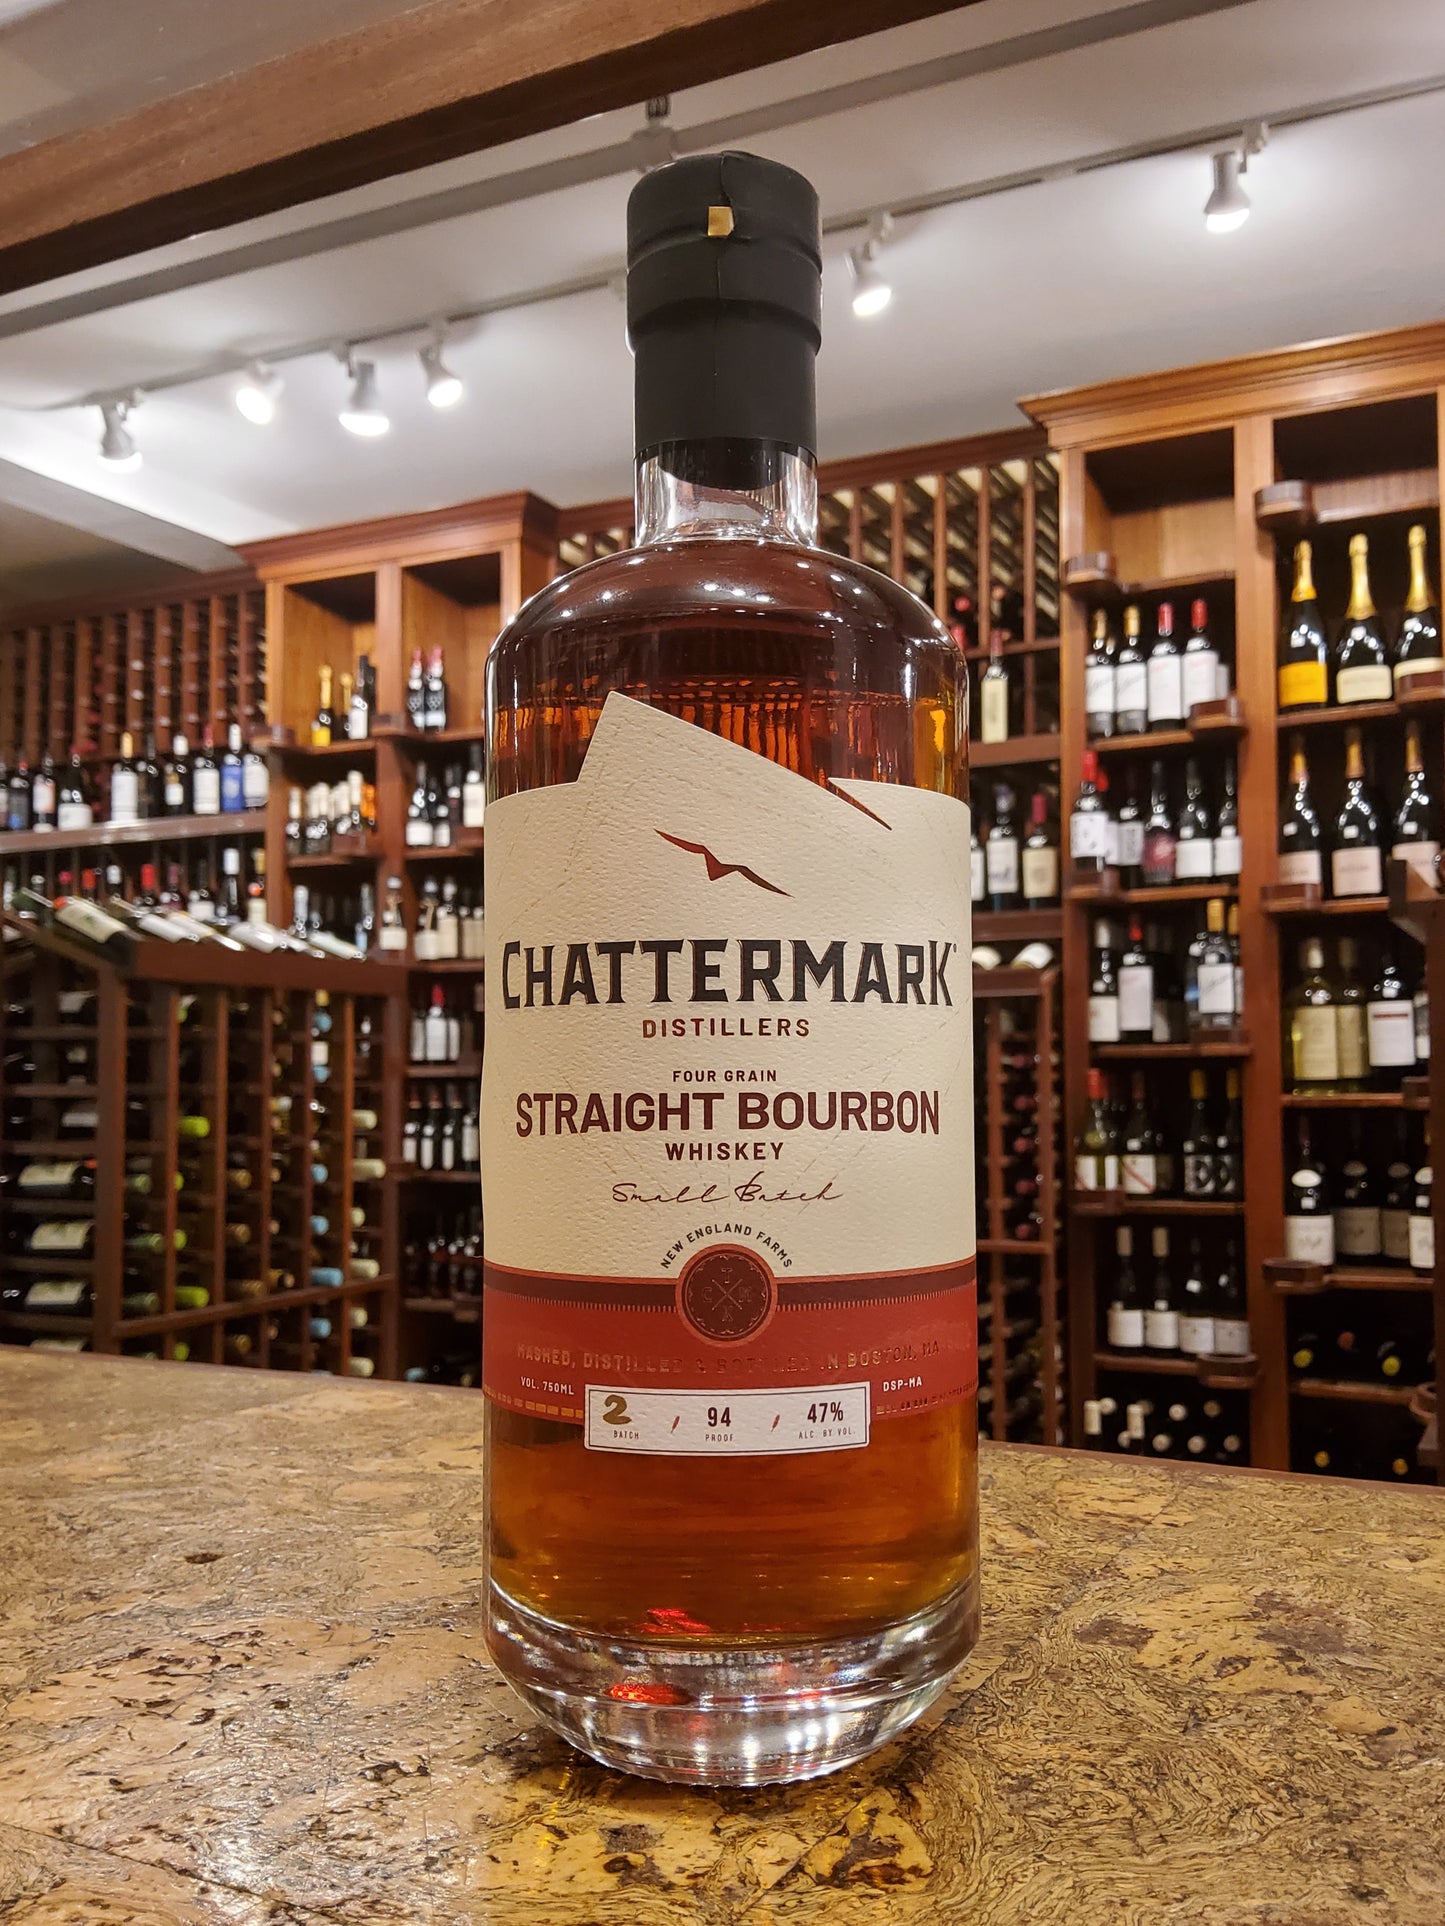 CHATTERMARK®
DISTILLERS
FOUR GRAIN
STRAIGHT BOURBON
WHISKEY
Small Batch
NEW ENGLAND FARMS
C T M K
MASHED, DISTILLED & BOTTLED IN BOSTON, MA
VOL. 750ML DSP-MA
2 / 94 / 47%
BATCH PROOF ALC. BY VOL.